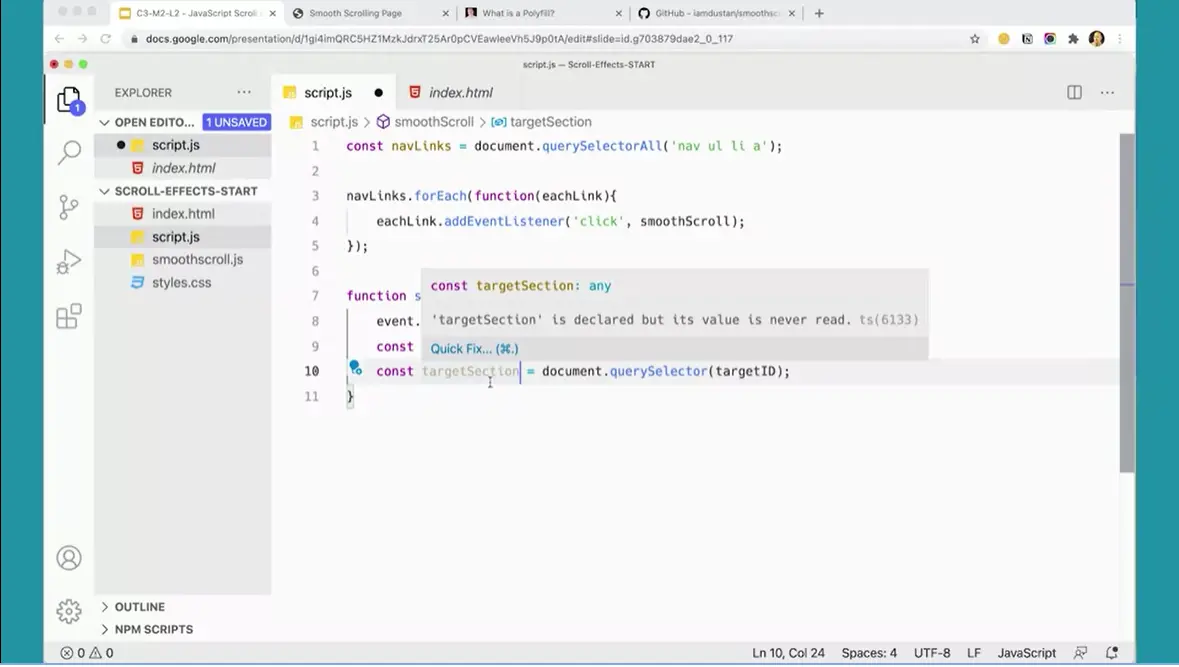 C3-M2-L2 - JavaScript Scroll
Smooth Scrolling Page
What is a Polyfill?
GitHub - iamdustan/smoothsc
docs.google.com/presentation/d/1gi4imQRC5HZ1MzkJdrxT25Ar0pCVEawleeVh5J9p0tA/edit#slide=id.g703879dae2_0_117
script.js — Scroll-Effects-START
EXPLORER
script.js
index.html
OPEN EDITO...
1 UNSAVED
script.js > smoothScroll > targetSection
script.js
index.html
SCROLL-EFFECTS-START
index.html
script.js
smoothscroll.js
styles.css
1 const navLinks = document.querySelectorAll('nav ul li a');
2
3 navLinks.forEach(function(eachLink){
4 eachLink.addEventListener('click', smoothScroll);
5 });
6
7 function s
8 event.
9 const
10 const targetSection = document.querySelector(targetID);
11 }
const targetSection: any
'targetSection' is declared but its value is never read. ts(6133)
Quick Fix... (⌘.)
1
OUTLINE
NPM SCRIPTS
0 0
Ln 10, Col 24
Spaces: 4
UTF-8
LF
JavaScript